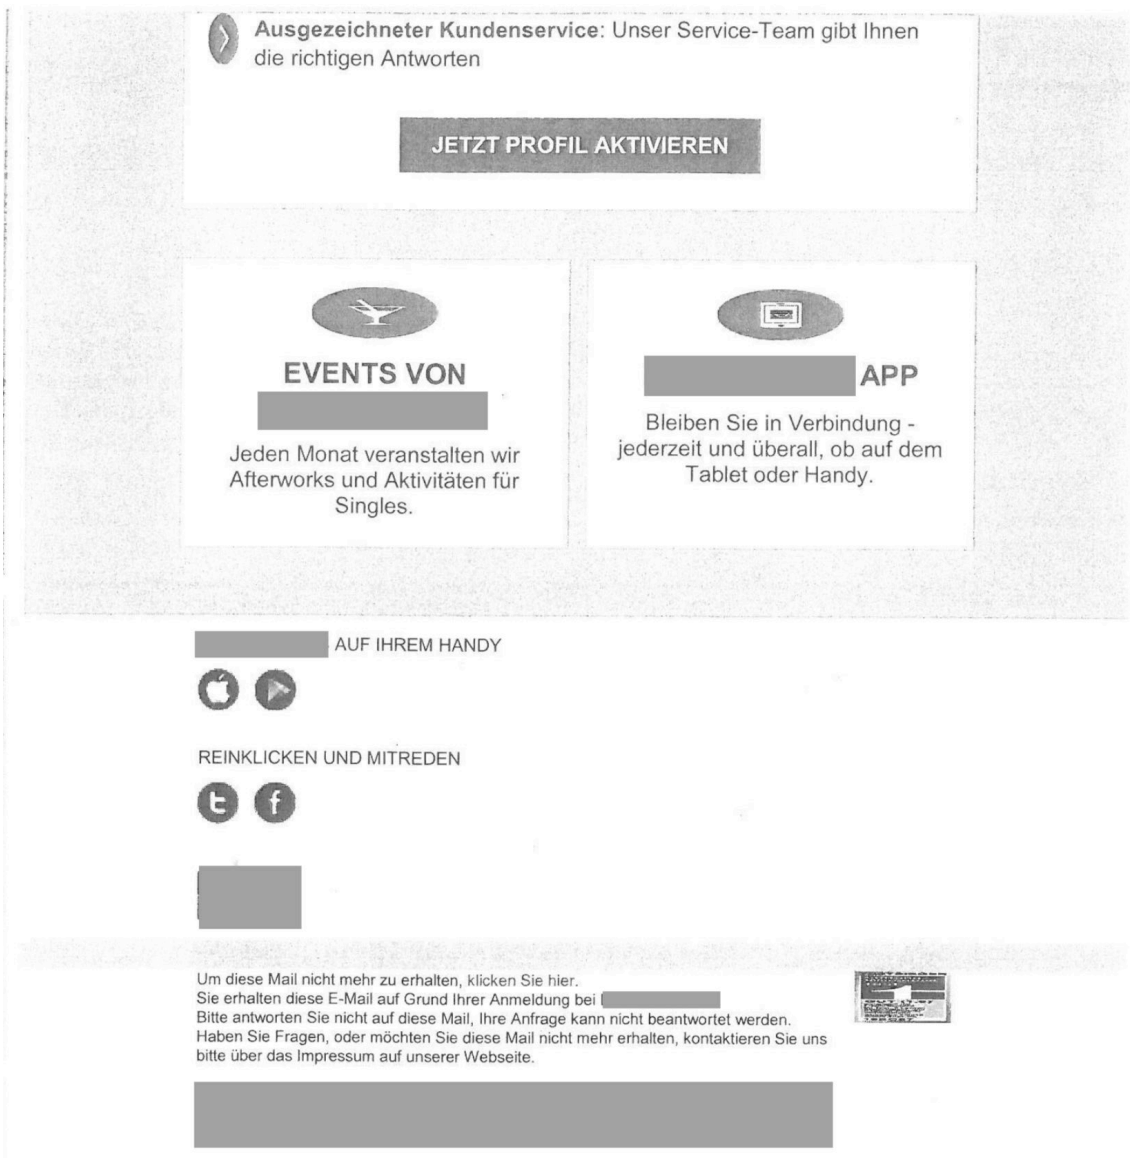 Ausgezeichneter Kundenservice: Unser Service-Team gibt Ihnen
die richtigen Antworten
JETZT PROFIL AKTIVIEREN
EVENTS VON
Jeden Monat veranstalten wir
Afterworks und Aktivitäten für
Singles.
APP
Bleiben Sie in Verbindung -
jederzeit und überall, ob auf dem
Tablet oder Handy.
AUF IHREM HANDY
REINKLICKEN UND MITREDEN
Um diese Mail nicht mehr zu erhalten, klicken Sie hier.
Sie erhalten diese E-Mail auf Grund Ihrer Anmeldung bei
Bitte antworten Sie nicht auf diese Mail, Ihre Anfrage kann nicht beantwortet werden.
Haben Sie Fragen, oder möchten Sie diese Mail nicht mehr erhalten, kontaktieren Sie uns
bitte über das Impressum auf unserer Webseite.